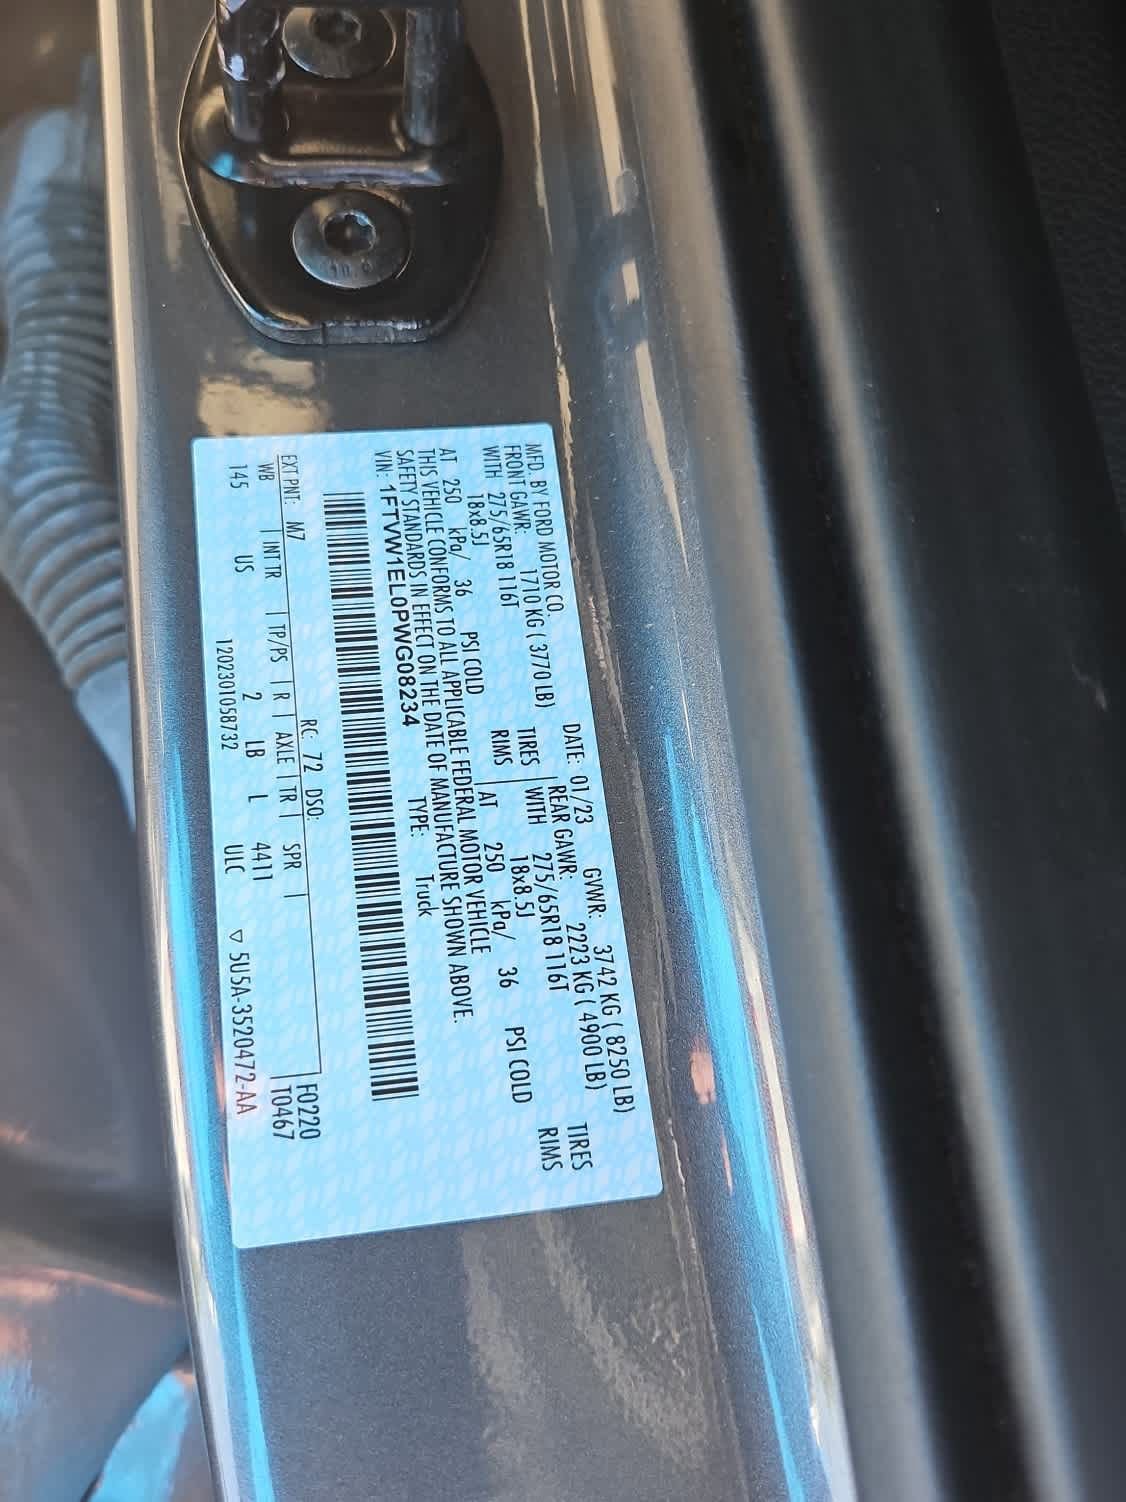 MFD. BY FORD MOTOR CO.
DATE: 01/23 GVWR: 3742 KG ( 8250 LB)
FRONT GAWR: 1710 KG ( 3770 LB) REAR GAWR: 2223 KG ( 4900 LB)
WITH 275/65R18 116T TIRES WITH 275/65R18 116T TIRES
18x8.5J RIMS 18x8.5J RIMS
AT 250 kPa/ 36 PSI COLD AT 250 kPa/ 36 PSI COLD
THIS VEHICLE CONFORMS TO ALL APPLICABLE FEDERAL MOTOR VEHICLE
SAFETY STANDARDS IN EFFECT ON THE DATE OF MANUFACTURE SHOWN ABOVE.
VIN: 1FTVW1EL0PWG08234 TYPE: Truck
F0220
EXT PNT: M7 RC: 72 DSO: T0467
WB INT TR TP/PS R AXLE TR SPR
145 US 2 LB L 4411
120230105873​2 ULC ▽ 5U5A-3520472-AA
10.9